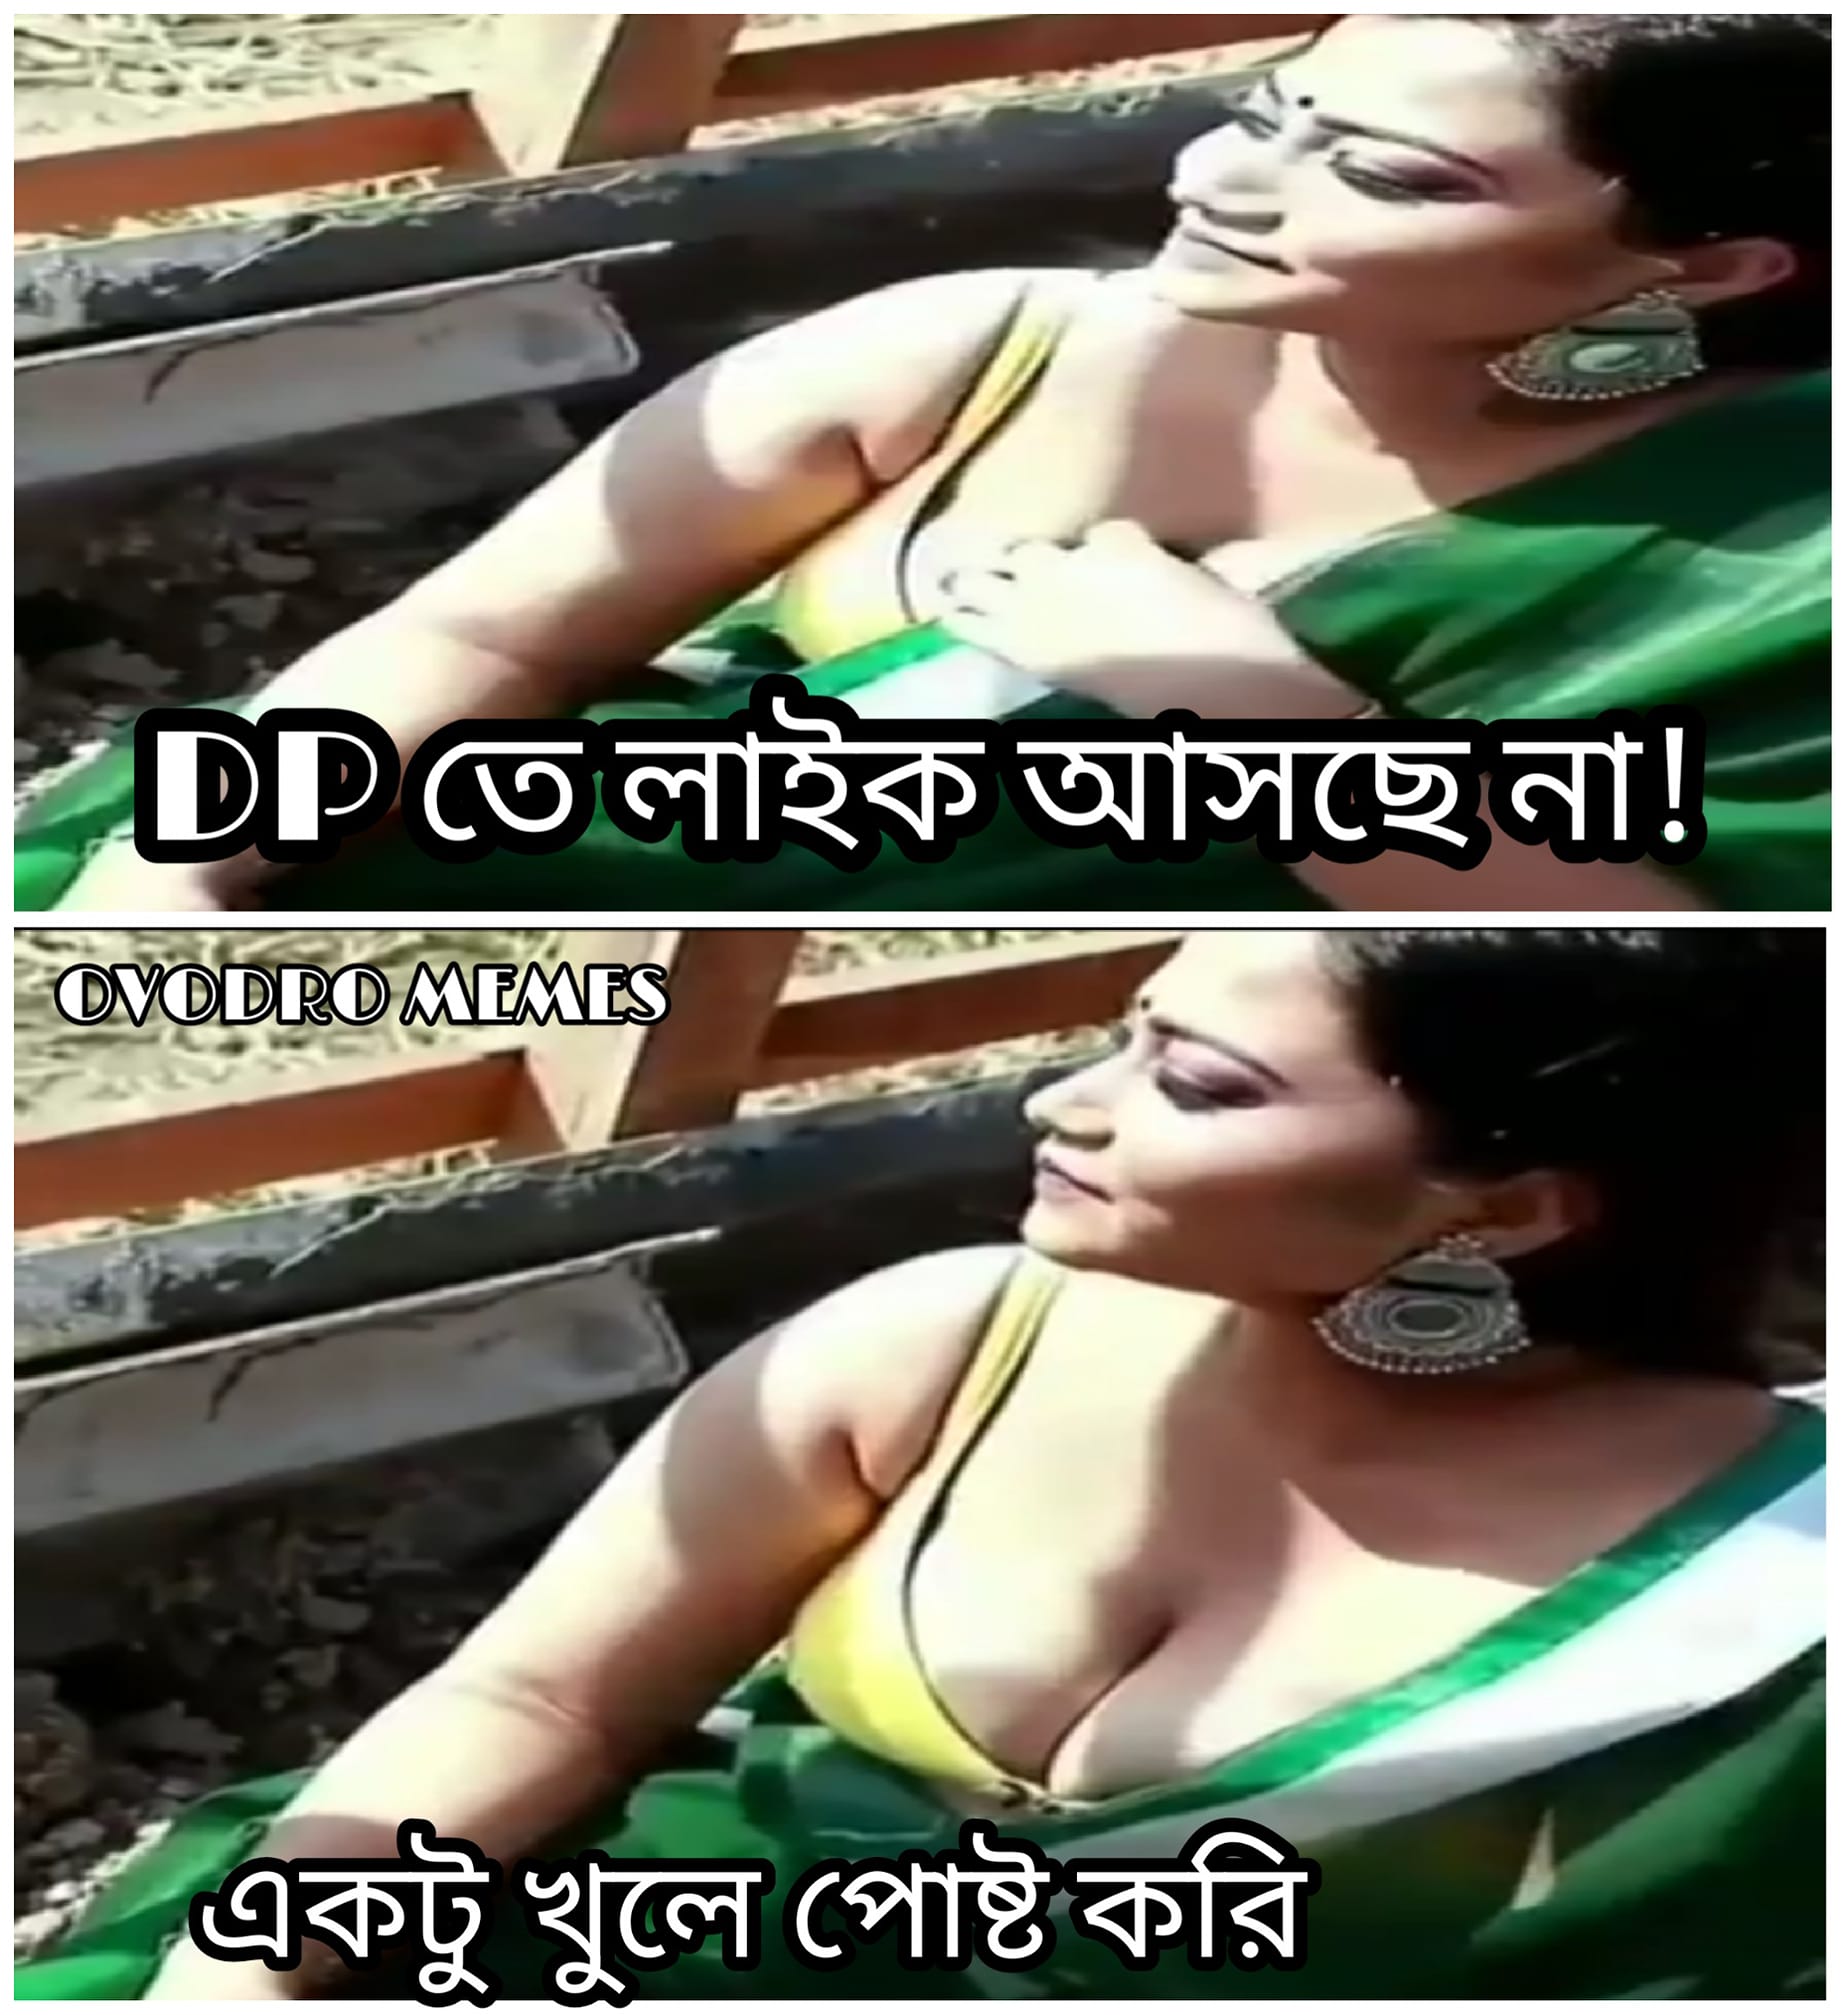 DP তে লাইক আসছে না!
OVODRO MEMES
একটু খুলে পোষ্ট করি